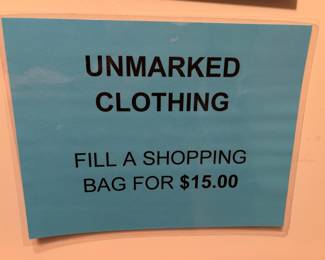 UNMARKED
CLOTHING
FILL A SHOPPING
BAG FOR $15.00